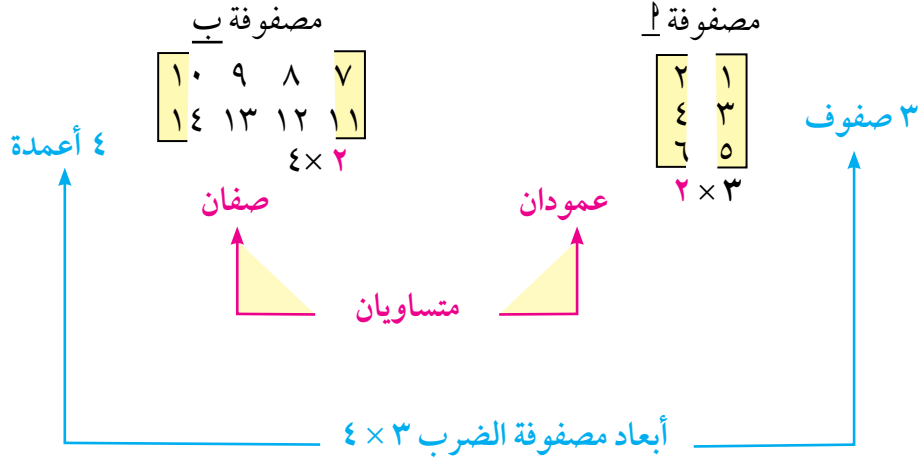 مصفوفة أ
١ ٢
٣ ٤
٥ ٦
٣ × ٢
مصفوفة ب
٧ ٨ ٩ ١٠
١١ ١٢ ١٣ ١٤
٢ × ٤
٣ صفوف
٤ أعمدة
عمودان
صفان
متساويان
أبعاد مصفوفة الضرب ٣ × ٤